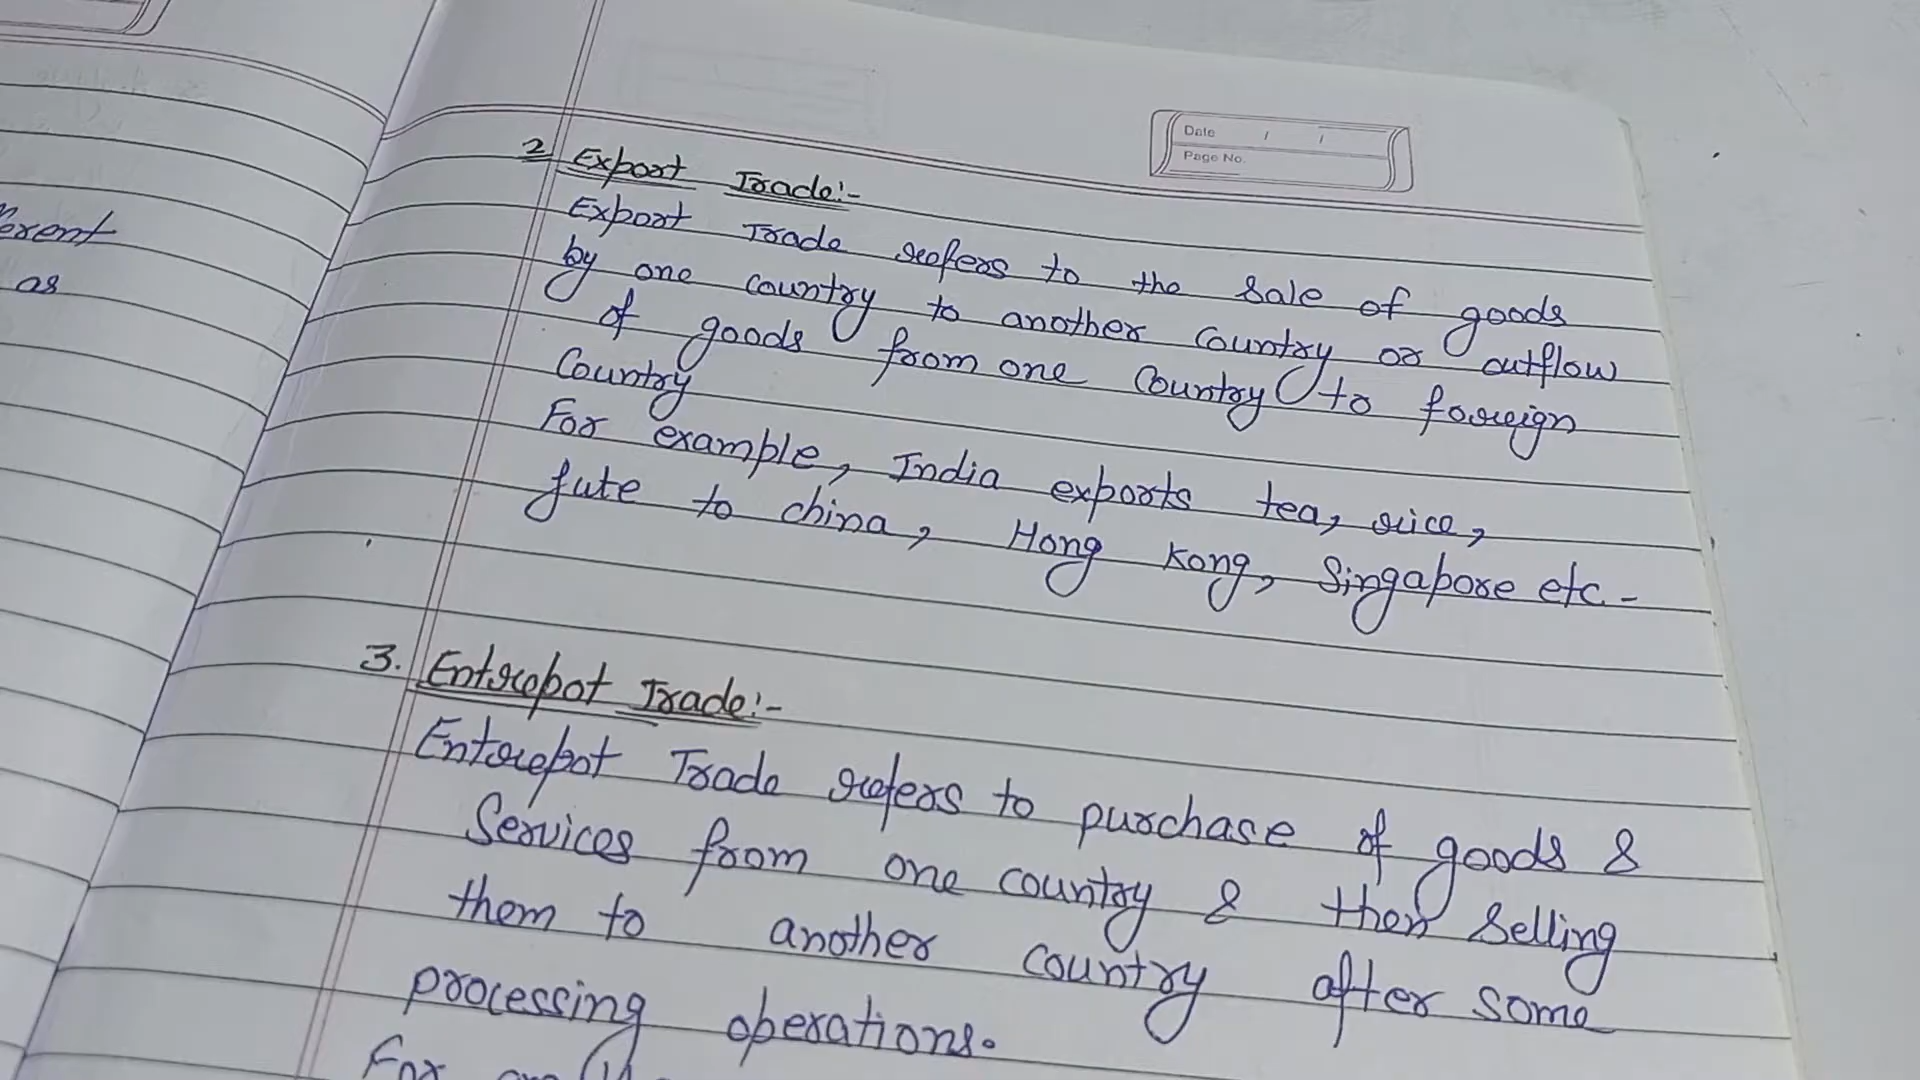 erent
as
Date / /
Page No.
2 Export Trade:-
Export Trade refers to the sale of goods
by one country to another country or outflow
of goods from one country to foreign
Country
For example, India exports tea, rice,
jute to china, Hong Kong, Singapore etc-
3. Entrepot Trade:-
Entrepot Trade refers to purchase of goods &
Services from one country & then selling
them to another country after some
processing operations.
For